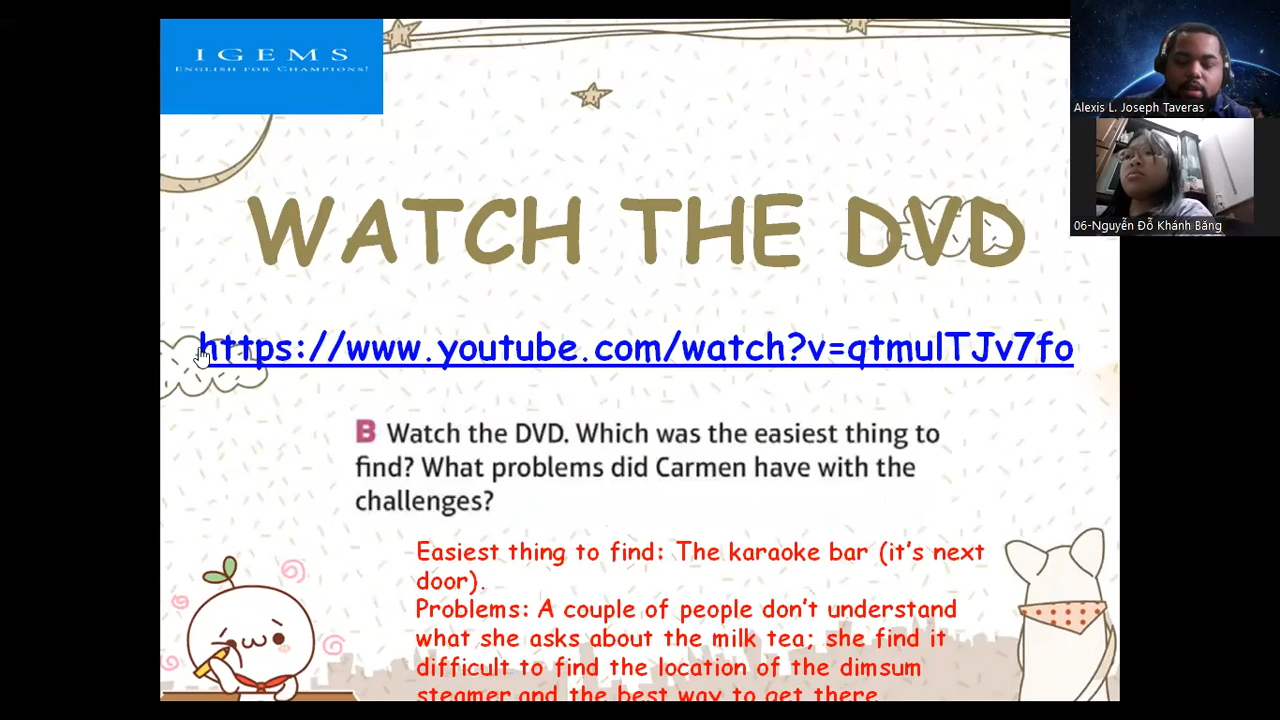 I G E M S
ENGLISH FOR CHAMPIONS!
WATCH THE DVD
https://www.youtube.com/watch?v=qtmulTJv7fo
B Watch the DVD. Which was the easiest thing to
find? What problems did Carmen have with the
challenges?
Easiest thing to find: The karaoke bar (it's next
door).
Problems: A couple of people don't understand
what she asks about the milk tea; she find it
difficult to find the location of the dimsum
steamer and the best way to get there
Alexis L. Joseph Taveras
06-Nguyễn Đỗ Khánh Băng